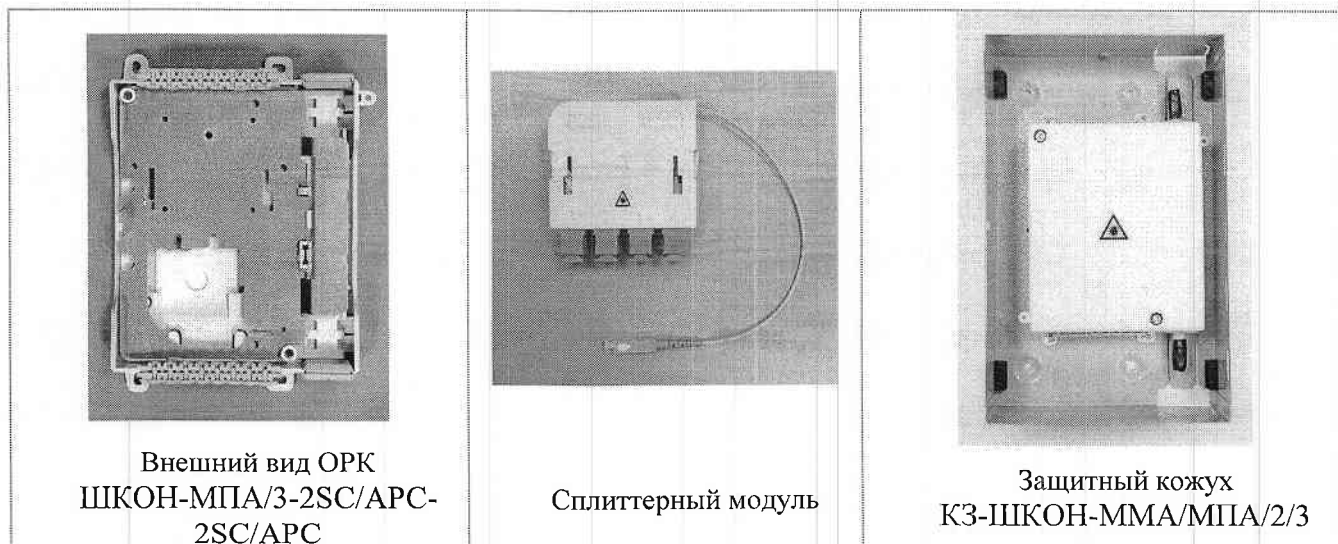 Внешний вид ОРК
ШКОН-МПА/3-2SC/APC-
2SC/APC
Сплиттерный модуль
Защитный кожух
КЗ-ШКОН-ММА/МПА/2/3